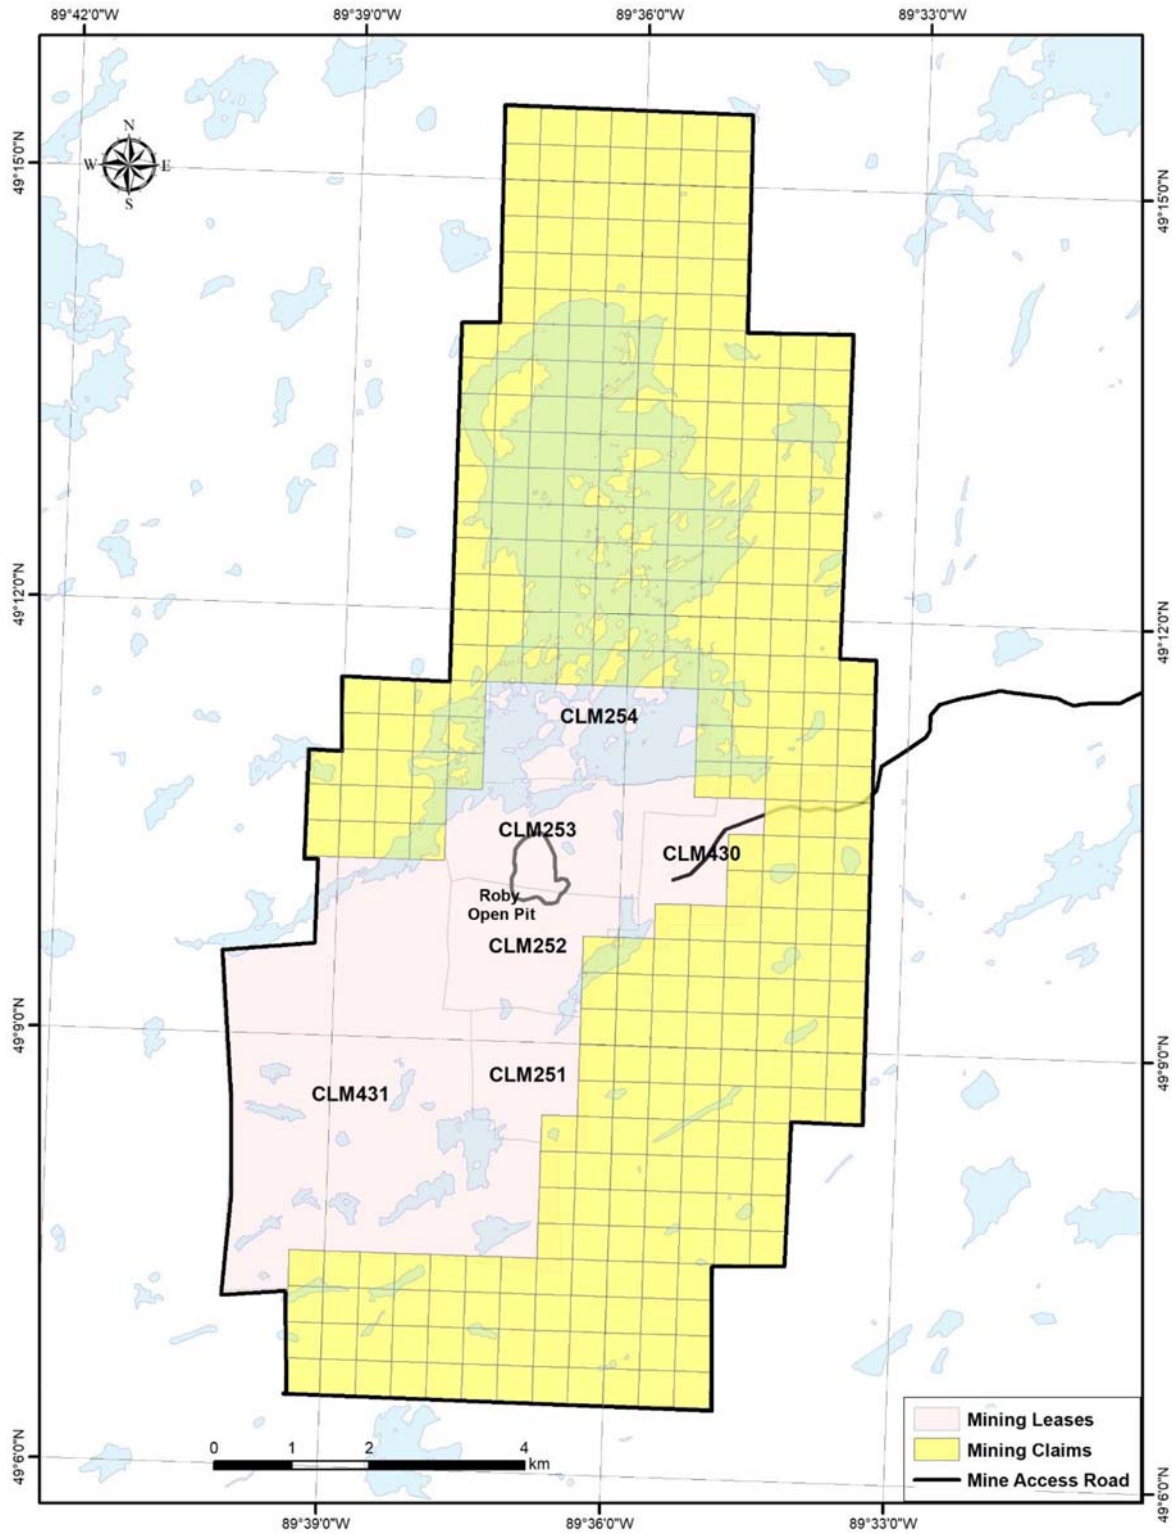 89°42'0"W
89°39'0"W
89°36'0"W
89°33'0"W
49°15'0"N
N
W
E
S
49°15'0"N
49°12'0"N
49°12'0"N
CLM254
CLM253
CLM430
Roby
Open Pit
CLM252
49°9'0"N
49°9'0"N
CLM251
CLM431
Mining Leases
Mining Claims
Mine Access Road
0 1 2 4
km
49°6'0"N
49°6'0"N
89°39'0"W
89°36'0"W
89°33'0"W